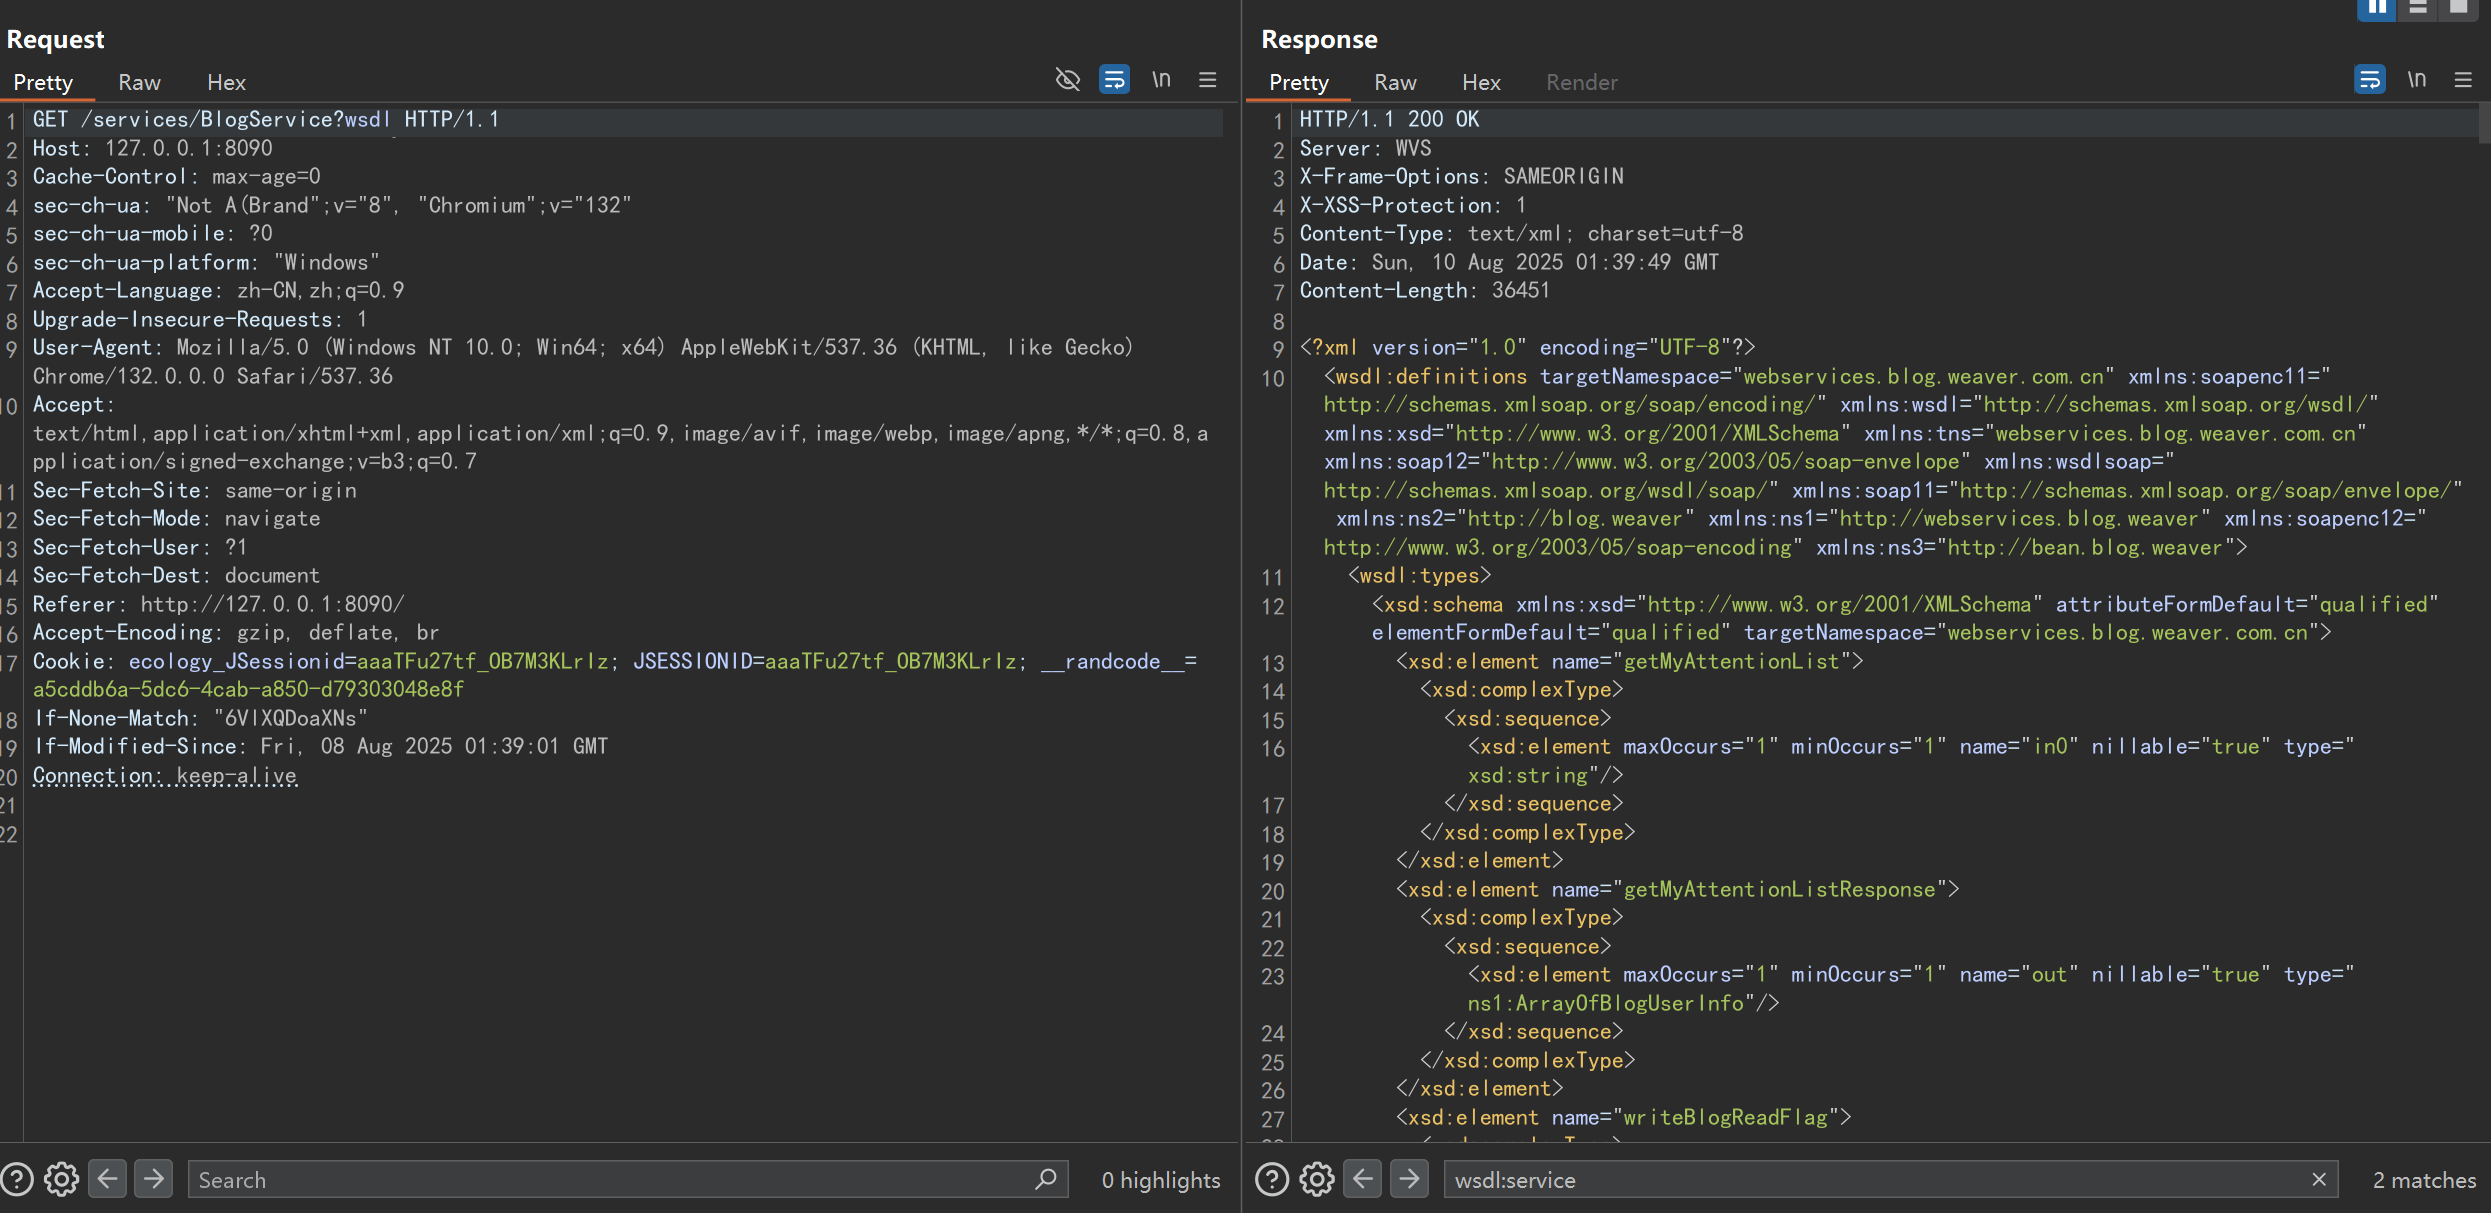 Request
Pretty Raw Hex
\n
1 GET /services/BlogService?wsdl HTTP/1.1
2 Host: 127.0.0.1:8090
3 Cache-Control: max-age=0
4 sec-ch-ua: "Not A(Brand";v="8", "Chromium";v="132"
5 sec-ch-ua-mobile: ?0
6 sec-ch-ua-platform: "Windows"
7 Accept-Language: zh-CN,zh;q=0.9
8 Upgrade-Insecure-Requests: 1
9 User-Agent: Mozilla/5.0 (Windows NT 10.0; Win64; x64) AppleWebKit/537.36 (KHTML, like Gecko)
Chrome/132.0.0.0 Safari/537.36
10 Accept:
text/html,application/xhtml+xml,application/xml;q=0.9,image/avif,image/webp,image/apng,*/*;q=0.8,a
pplication/signed-exchange;v=b3;q=0.7
11 Sec-Fetch-Site: same-origin
12 Sec-Fetch-Mode: navigate
13 Sec-Fetch-User: ?1
14 Sec-Fetch-Dest: document
15 Referer: http://127.0.0.1:8090/
16 Accept-Encoding: gzip, deflate, br
17 Cookie: ecology_JSessionid=aaaTFu27tf_OB7M3KLrIz; JSESSIONID=aaaTFu27tf_OB7M3KLrIz; __randcode__=
a5cddb6a-5dc6-4cab-a850-d79303048e8f
18 If-None-Match: "6VIXQDoaXNs"
19 If-Modified-Since: Fri, 08 Aug 2025 01:39:01 GMT
20 Connection: keep-alive
21
22
Search
0 highlights
Response
Pretty Raw Hex Render
\n
1 HTTP/1.1 200 OK
2 Server: WVS
3 X-Frame-Options: SAMEORIGIN
4 X-XSS-Protection: 1
5 Content-Type: text/xml; charset=utf-8
6 Date: Sun, 10 Aug 2025 01:39:49 GMT
7 Content-Length: 36451
8
9 <?xml version="1.0" encoding="UTF-8"?>
10 <wsdl:definitions targetNamespace="webservices.blog.weaver.com.cn" xmlns:soapenc11="
http://schemas.xmlsoap.org/soap/encoding/" xmlns:wsdl="http://schemas.xmlsoap.org/wsdl/"
xmlns:xsd="http://www.w3.org/2001/XMLSchema" xmlns:tns="webservices.blog.weaver.com.cn"
xmlns:soap12="http://www.w3.org/2003/05/soap-envelope" xmlns:wsdlsoap="
http://schemas.xmlsoap.org/wsdl/soap/" xmlns:soap11="http://schemas.xmlsoap.org/soap/envelope/"
xmlns:ns2="http://blog.weaver" xmlns:ns1="http://webservices.blog.weaver" xmlns:soapenc12="
http://www.w3.org/2003/05/soap-encoding" xmlns:ns3="http://bean.blog.weaver">
11 <wsdl:types>
12 <xsd:schema xmlns:xsd="http://www.w3.org/2001/XMLSchema" attributeFormDefault="qualified"
elementFormDefault="qualified" targetNamespace="webservices.blog.weaver.com.cn">
13 <xsd:element name="getMyAttentionList">
14 <xsd:complexType>
15 <xsd:sequence>
16 <xsd:element maxOccurs="1" minOccurs="1" name="in0" nillable="true" type="
xsd:string"/>
17 </xsd:sequence>
18 </xsd:complexType>
19 </xsd:element>
20 <xsd:element name="getMyAttentionListResponse">
21 <xsd:complexType>
22 <xsd:sequence>
23 <xsd:element maxOccurs="1" minOccurs="1" name="out" nillable="true" type="
ns1:ArrayOfBlogUserInfo"/>
24 </xsd:sequence>
25 </xsd:complexType>
26 </xsd:element>
27 <xsd:element name="writeBlogReadFlag">
wsdl:service
2 matches